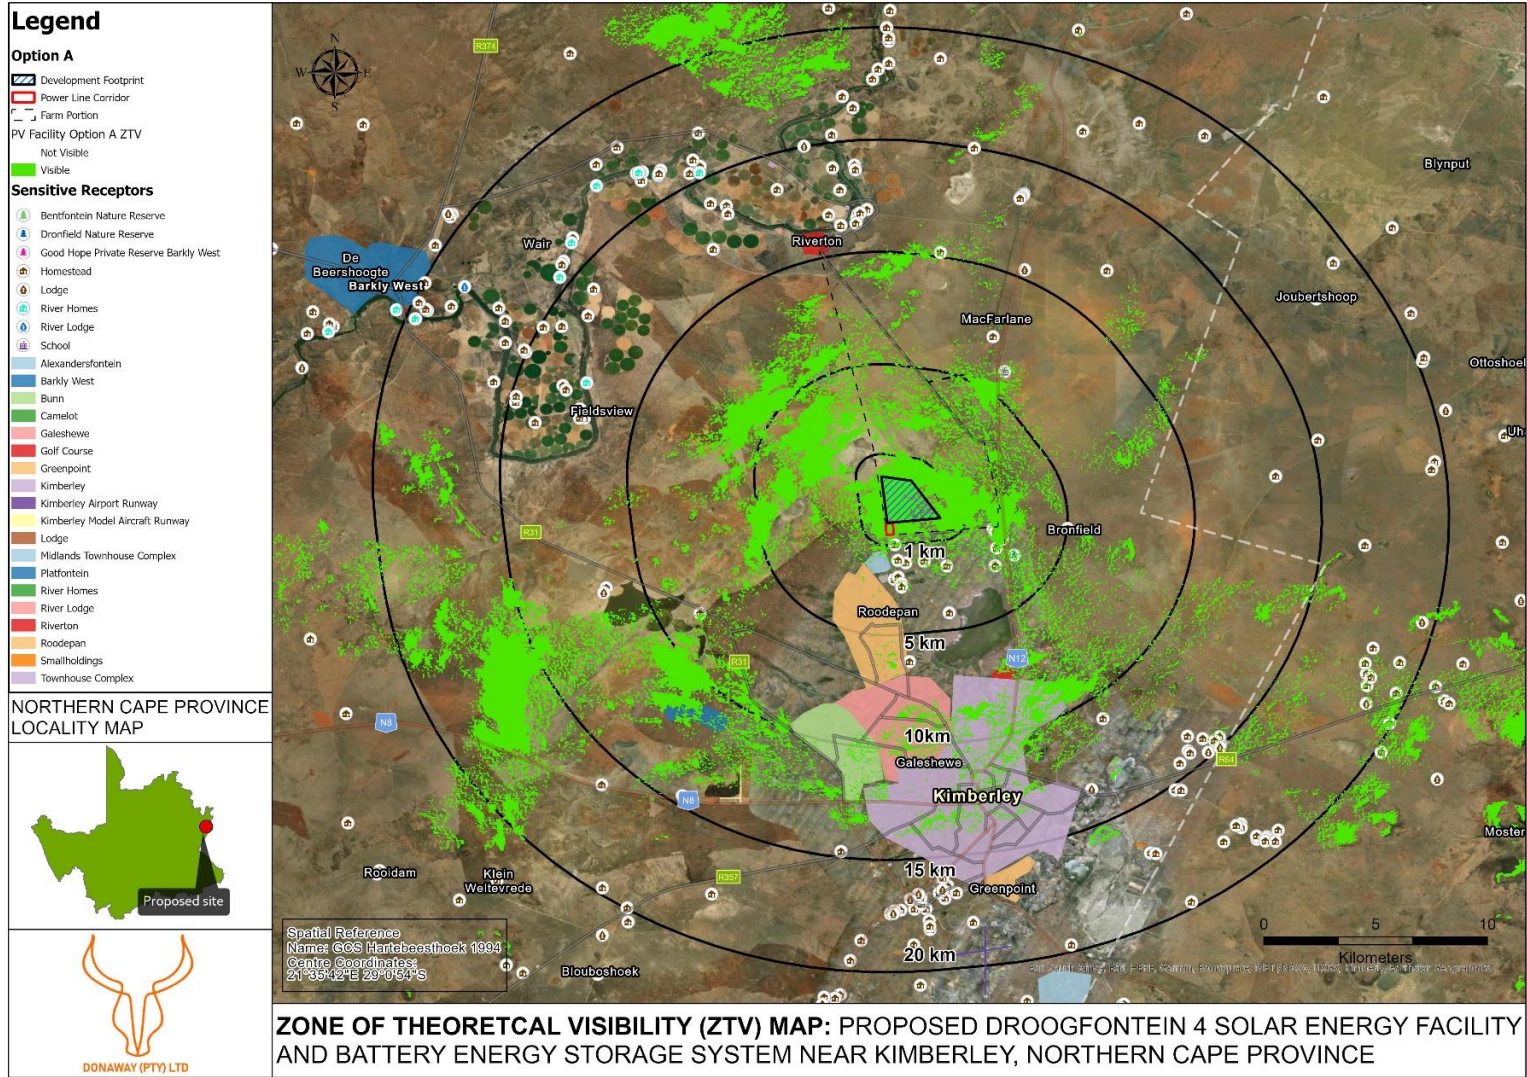 Legend
Option A
Development Footprint
Power Line Corridor
Farm Portion
PV Facility Option A ZTV
Not Visible
Visible
Sensitive Receptors
Bentfontein Nature Reserve
Dronfield Nature Reserve
Good Hope Private Reserve Barkly West
Homestead
Lodge
River Homes
River Lodge
School
Alexandersfontein
Barkly West
Bunn
Camelot
Galeshewe
Golf Course
Greenpoint
Kimberley
Kimberley Airport Runway
Kimberley Model Aircraft Runway
Lodge
Midlands Townhouse Complex
Platfontein
River Homes
River Lodge
Riverton
Roodepan
Smallholdings
Townhouse Complex
NORTHERN CAPE PROVINCE
LOCALITY MAP
Proposed site
DONAWAY (PTY) LTD
N
W
E
S
R374
Blynput
Wair
Riverton
De
Beershoogte
Barkly West
Joubertshoop
MacFarlane
Ottoshoel
Fieldsview
Uh
R31
Bronfield
1 km
Roodepan
5 km
R31
N12
N8
10km
R64
Galeshewe
Kimberley
N8
Moster
15 km
Rooidam
Klein
Weltevrede
R357
Greenpoint
0
5
10
Kilometers
Spatial Reference
Name: GCS Hartebeesthoek 1994
Centre Coordinates:
21°35'42"E 29°0'54"S
20 km
Blouboshoek
ZONE OF THEORETCAL VISIBILITY (ZTV) MAP: PROPOSED DROOGFONTEIN 4 SOLAR ENERGY FACILITY
AND BATTERY ENERGY STORAGE SYSTEM NEAR KIMBERLEY, NORTHERN CAPE PROVINCE